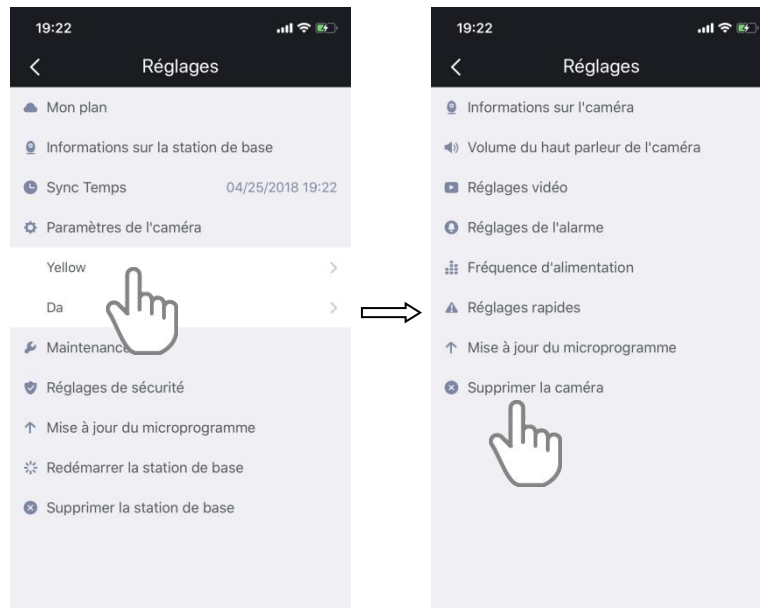 19:22
Réglages
Mon plan
Informations sur la station de base
Sync Temps 04/25/2018 19:22
Paramètres de l'caméra
Yellow
Da
Maintenance
Réglages de sécurité
Mise à jour du microprogramme
Redémarrer la station de base
Supprimer la station de base
19:22
Réglages
Informations sur l'caméra
Volume du haut parleur de l'caméra
Réglages vidéo
Réglages de l'alarme
Fréquence d'alimentation
Réglages rapides
Mise à jour du microprogramme
Supprimer la caméra